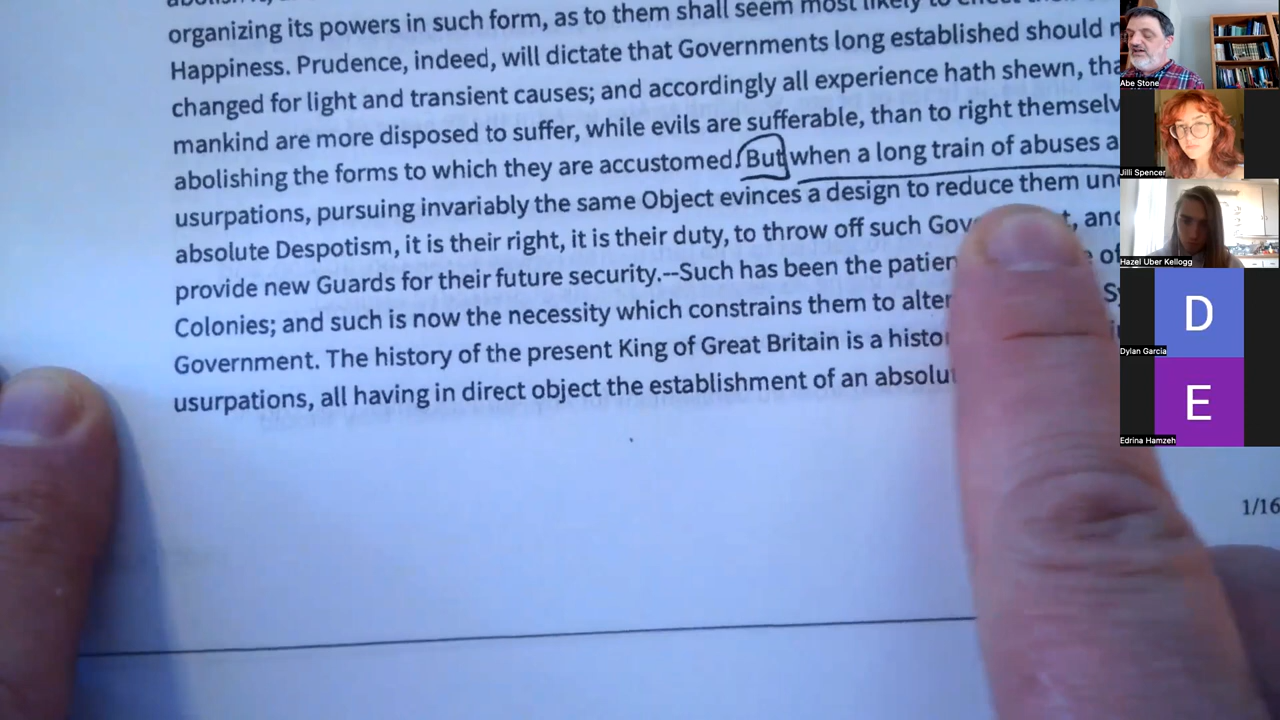 organizing its powers in such form, as to them shall seem most likely to
Happiness. Prudence, indeed, will dictate that Governments long established should
changed for light and transient causes; and accordingly all experience hath shewn,
mankind are more disposed to suffer, while evils are sufferable, than to right
abolishing the forms to which they are accustomed. But when a long train of abuses a
usurpations, pursuing invariably the same Object evinces a design to reduce them
absolute Despotism, it is their right, it is their duty, to throw off such
provide new Guards for their future security.--Such has been the of
Colonies; and such is now the necessity which constrains them to alter
Government. The history of the present King of Great Britain is a
usurpations, all having in direct object the establishment of an
1/16
Abe Stone
Jilli Spencer
Hazel Uber Kellogg
D
Dylan Garcia
E
Edrina Hamzeh